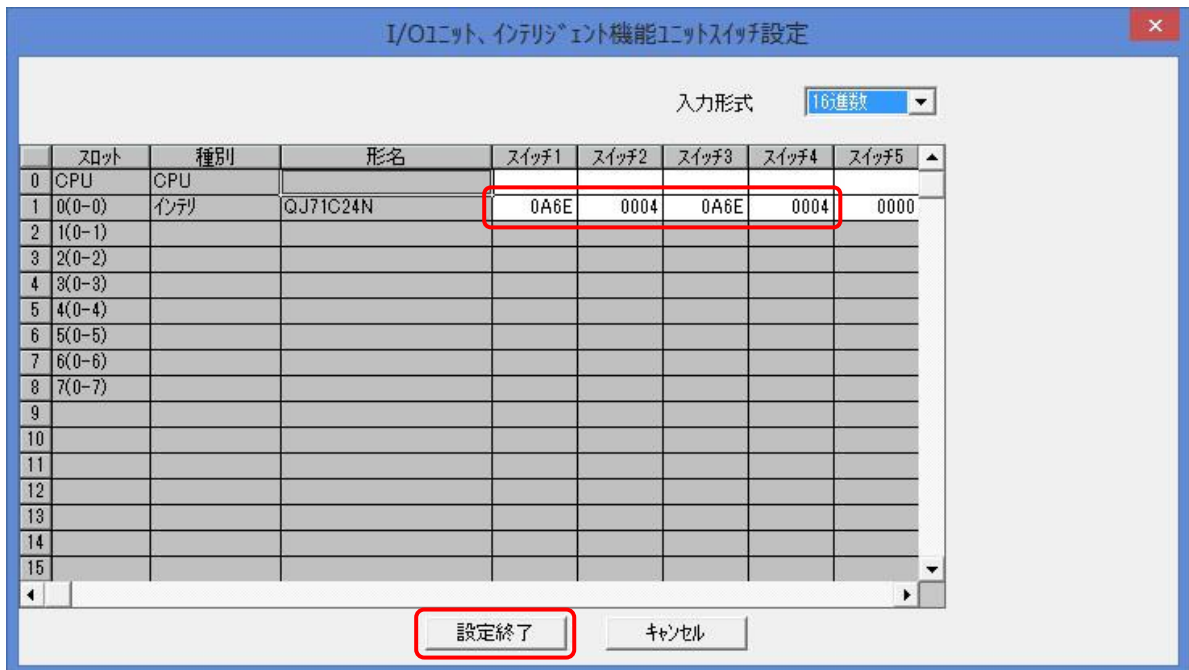 I/Oﾕﾆｯﾄ、ｲﾝﾃﾘｼﾞｪﾝﾄ機能ﾕﾆｯﾄｽｲｯﾁ設定
入力形式 16進数
ｽﾛｯﾄ 種別 形名 ｽｲｯﾁ1 ｽｲｯﾁ2 ｽｲｯﾁ3 ｽｲｯﾁ4 ｽｲｯﾁ5
0 CPU CPU
1 0(0-0) ｲﾝﾃﾘ QJ71C24N 0A6E 0004 0A6E 0004 0000
2 1(0-1)
3 2(0-2)
4 3(0-3)
5 4(0-4)
6 5(0-5)
7 6(0-6)
8 7(0-7)
9
10
11
12
13
14
15
設定終了 ｷｬﾝｾﾙ